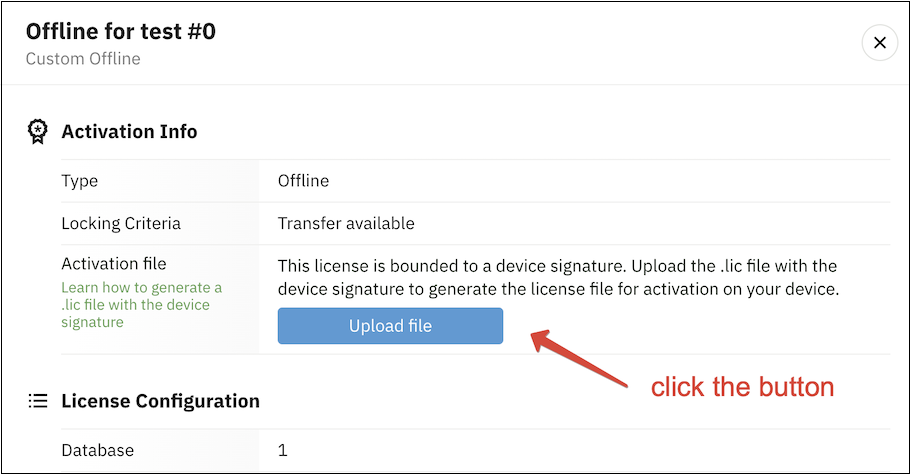 Offline for test #0
Custom Offline
Activation Info
Type
Offline
Locking Criteria
Transfer available
Activation file
Learn how to generate a
.lic file with the device
signature
This license is bounded to a device signature. Upload the .lic file with the
device signature to generate the license file for activation on your device.
Upload file
click the button
License Configuration
Database
1